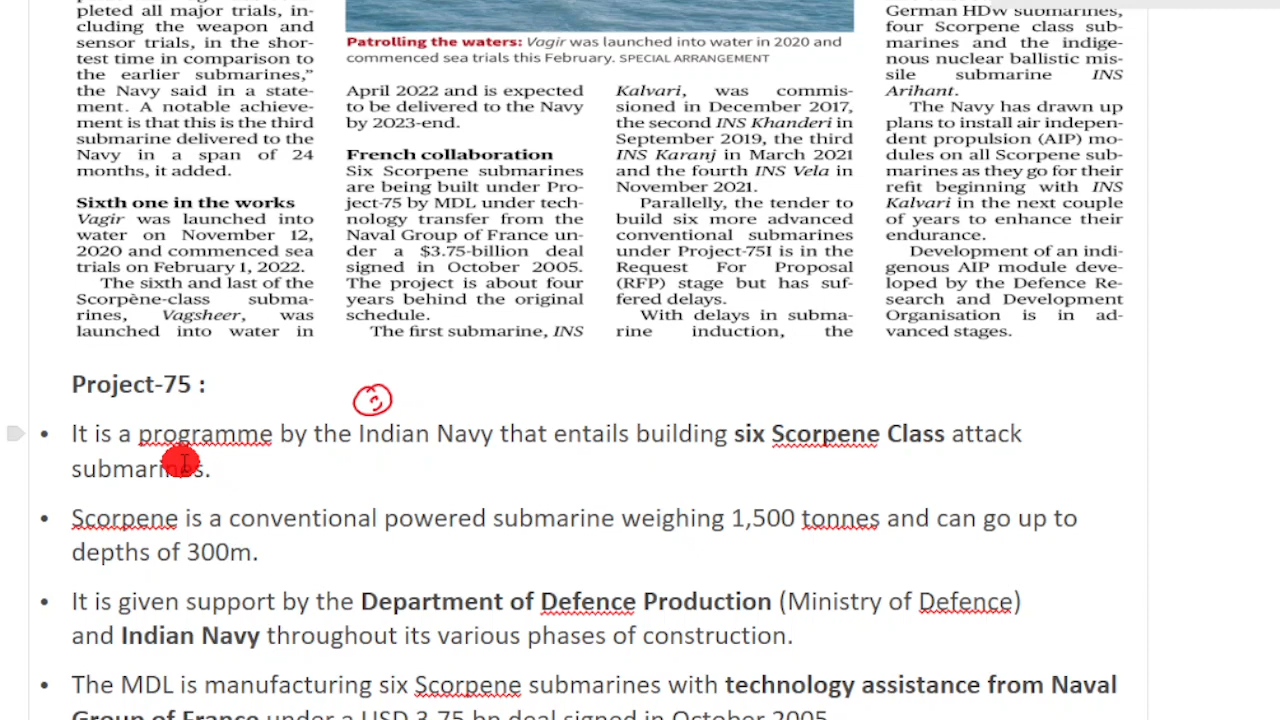 pleted all major trials, in-
cluding the weapon and
sensor trials, in the shor-
test time in comparison to
the earlier submarines,”
the Navy said in a state-
ment. A notable achieve-
ment is that this is the third
submarine delivered to the
Navy in a span of 24
months, it added.
Sixth one in the works
Vagir was launched into
water on November 12,
2020 and commenced sea
trials on February 1, 2022.
The sixth and last of the
Scorpène-class subma-
rines, Vagsheer, was
launched into water in
Patrolling the waters: Vagir was launched into water in 2020 and
commenced sea trials this February. SPECIAL ARRANGEMENT
April 2022 and is expected
to be delivered to the Navy
by 2023-end.
French collaboration
Six Scorpene submarines
are being built under Pro-
ject-75 by MDL under tech-
nology transfer from the
Naval Group of France un-
der a $3.75-billion deal
signed in October 2005.
The project is about four
years behind the original
schedule.
The first submarine, INS
Kalvari, was commis-
sioned in December 2017,
the second INS Khanderi in
September 2019, the third
INS Karanj in March 2021
and the fourth INS Vela in
November 2021.
Parallelly, the tender to
build six more advanced
conventional submarines
under Project-75I is in the
Request For Proposal
(RFP) stage but has suf-
fered delays.
With delays in subma-
rine induction, the
German HDW submarines,
four Scorpene class sub-
marines and the indige-
nous nuclear ballistic mis-
sile submarine INS
Arihant.
The Navy has drawn up
plans to install air indepen-
dent propulsion (AIP) mo-
dules on all Scorpene sub-
marines as they go for their
refit beginning with INS
Kalvari in the next couple
of years to enhance their
endurance.
Development of an indi-
genous AIP module deve-
loped by the Defence Re-
search and Development
Organisation is in ad-
vanced stages.
Project-75 :
• It is a programme by the Indian Navy that entails building six Scorpene Class attack
submarines.
• Scorpene is a conventional powered submarine weighing 1,500 tonnes and can go up to
depths of 300m.
• It is given support by the Department of Defence Production (Ministry of Defence)
and Indian Navy throughout its various phases of construction.
• The MDL is manufacturing six Scorpene submarines with technology assistance from Naval
Group of France under a USD 3.75 bn deal signed in October 2005.